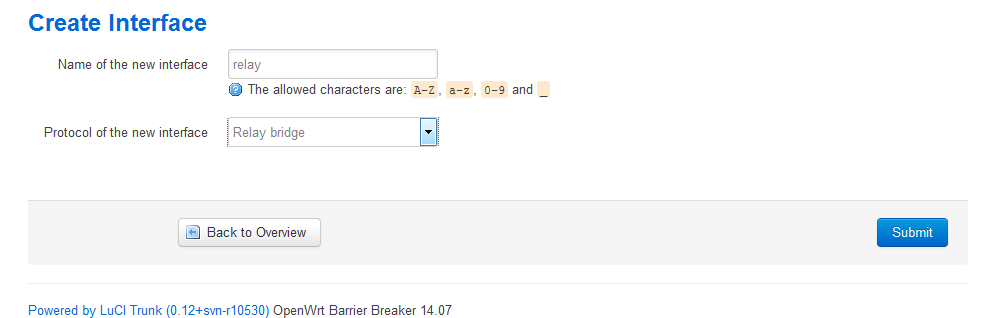 Create Interface
Name of the new interface relay
The allowed characters are: A-Z, a-z, 0-9 and _
Protocol of the new interface Relay bridge
Back to Overview Submit
Powered by LuCI Trunk (0.12+svn-r10530) OpenWrt Barrier Breaker 14.07